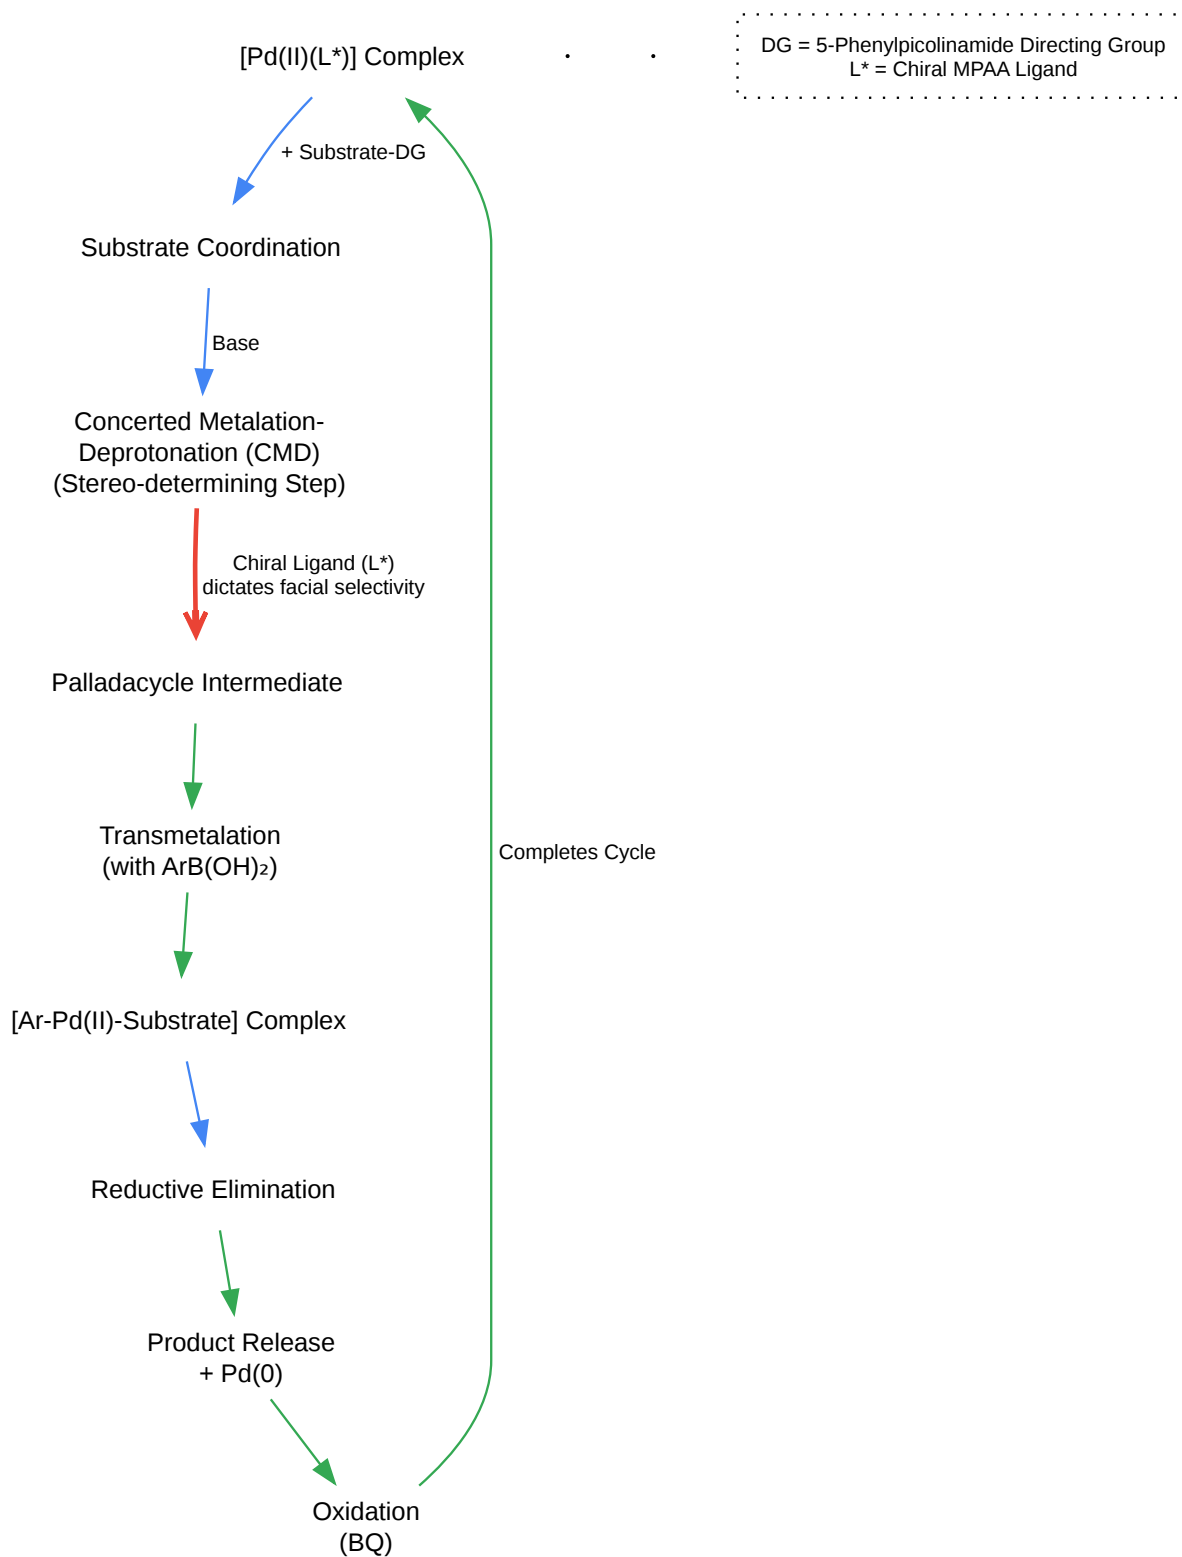 [Pd(II)(L*)] Complex
DG = 5-Phenylpicolinamide Directing Group
L* = Chiral MPAA Ligand
+ Substrate-DG
Substrate Coordination
Base
Concerted Metalation-
Deprotonation (CMD)
(Stereo-determining Step)
Chiral Ligand (L*)
dictates facial selectivity
Palladacycle Intermediate
Transmetalation
(with ArB(OH)₂)
Completes Cycle
[Ar-Pd(II)-Substrate] Complex
Reductive Elimination
Product Release
+ Pd(0)
Oxidation
(BQ)